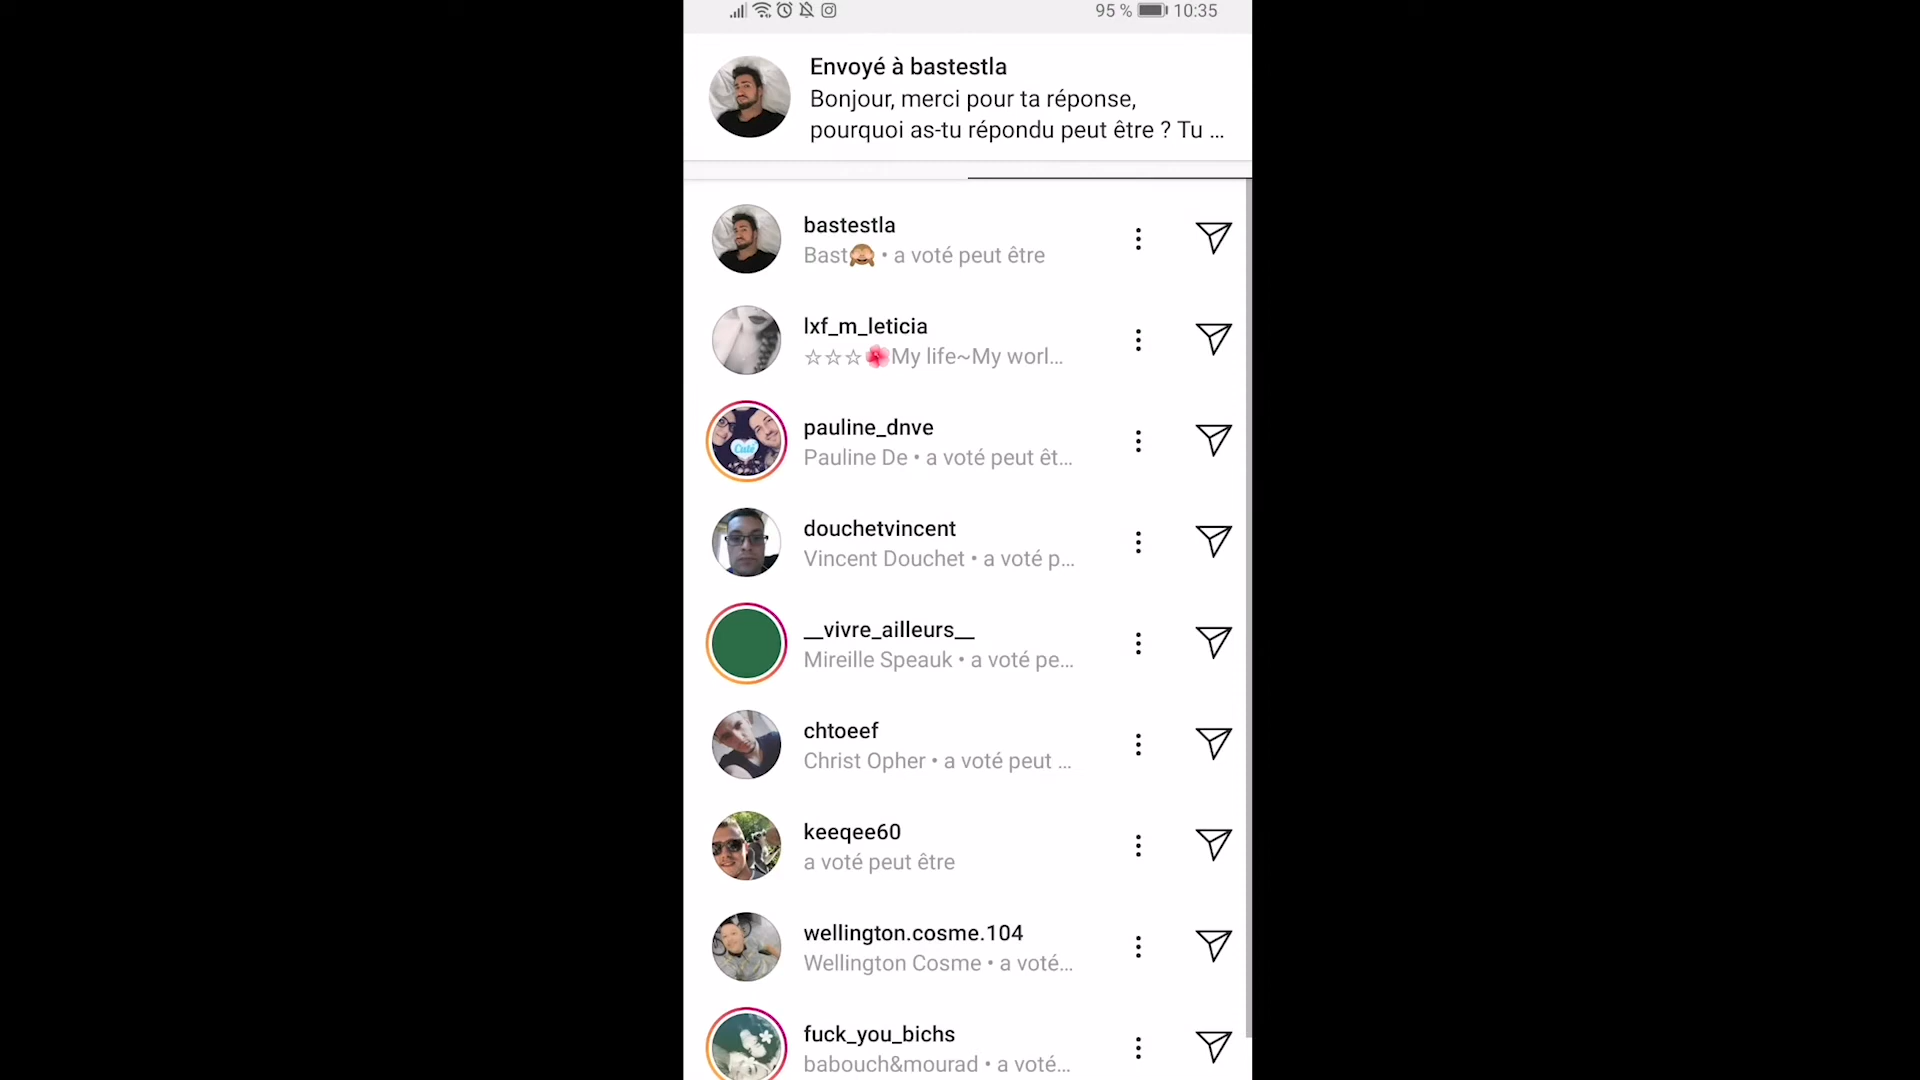 95 % 10:35
Envoyé à bastestla
Bonjour, merci pour ta réponse,
pourquoi as-tu répondu peut être ? Tu ...
bastestla
Bast🙈 • a voté peut être
lxf_m_leticia
☆☆☆🌺My life~My worl...
pauline_dnve
Cute
Pauline De • a voté peut êt...
douchetvincent
Vincent Douchet • a voté p...
__vivre_ailleurs__
Mireille Speauk • a voté pe...
chtoeef
Christ Opher • a voté peut ...
keeqee60
a voté peut être
wellington.cosme.104
Wellington Cosme • a voté...
fuck_you_bichs
babouch&mourad • a voté...